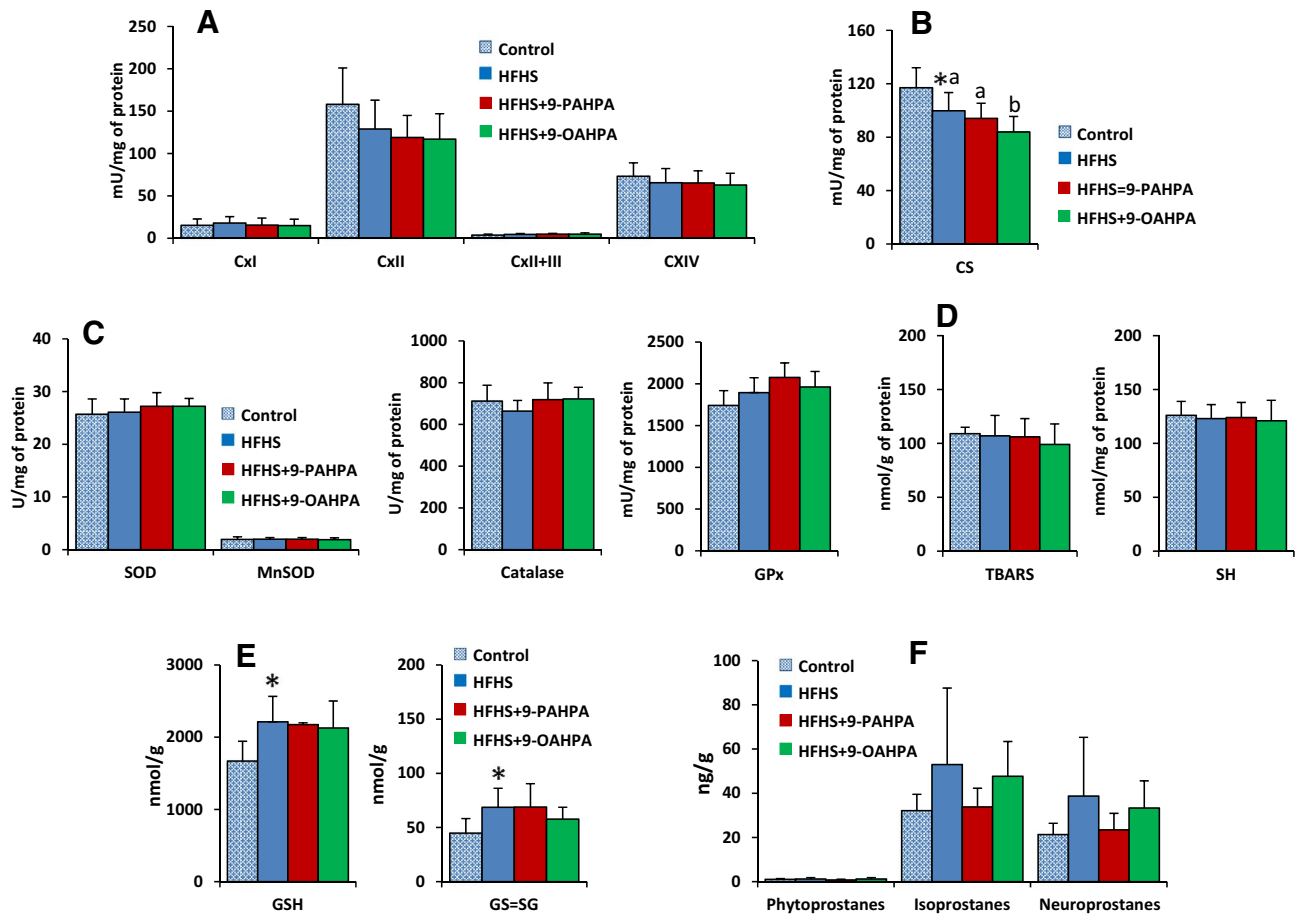 A
mU/mg of protein
250
200
150
100
50
0
Control
HFHS
HFHS+9-PAHPA
HFHS+9-OAHPA
CxI CxII CxII+III CXIV
B
mU/mg of protein
160
120
80
40
0
*a a b
CS
Control
HFHS
HFHS=9-PAHPA
HFHS+9-OAHPA
C
U/mg of protein
40
30
20
10
0
Control
HFHS
HFHS+9-PAHPA
HFHS+9-OAHPA
SOD MnSOD
U/mg of protein
1000
800
600
400
200
0
Catalase
mU/mg of protein
2500
2000
1500
1000
500
0
GPx
D
nmol/g of protein
200
150
100
50
0
TBARS
nmol/mg of protein
200
150
100
50
0
SH
E
nmol/g
3000
2000
1000
0
*
GSH
nmol/g
200
150
100
50
0
*
GS=SG
Control
HFHS
HFHS+9-PAHPA
HFHS+9-OAHPA
F
ng/g
100
80
60
40
20
0
Control
HFHS
HFHS+9-PAHPA
HFHS+9-OAHPA
Phytoprostanes Isoprostanes Neuroprostanes